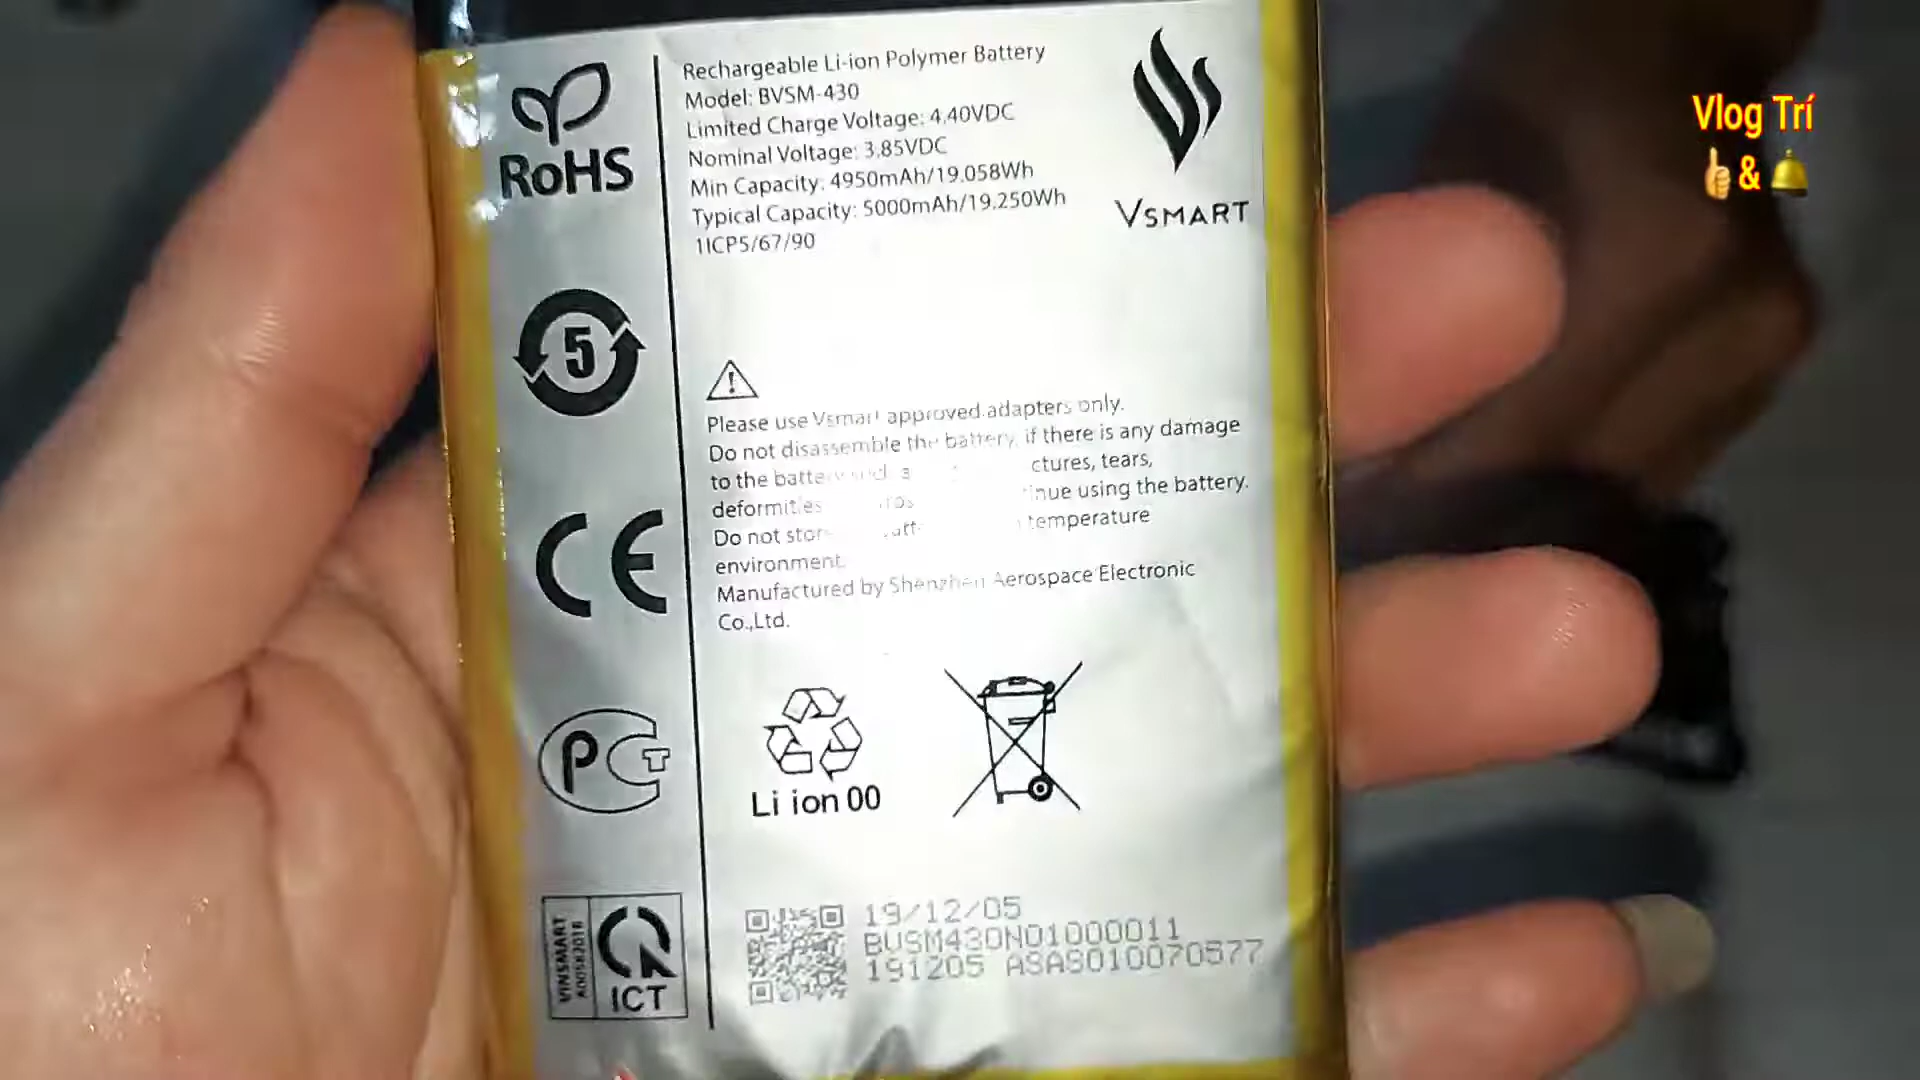 RoHS
Rechargeable Li-ion Polymer Battery
Model: BVSM-430
Limited Charge Voltage: 4.40VDC
Nominal Voltage: 3.85VDC
Min Capacity: 4950mAh/19.058Wh
Typical Capacity: 5000mAh/19.250Wh
1ICP5/67/90
VSMART
Vlog Trí
👍&🔔
5
Please use Vsmart approved adapters only.
Do not disassemble the battery, if there is any damage
to the battery tears,
deformities using the battery.
Do not temperature
environment.
Manufactured by Shenzhen Aerospace Electronic
Co.,Ltd.
CE
PCT
Li ion 00
VINSMART
A00582018
ICT
19/12/05
BVSM430N01000011
191205 ASAS010070577